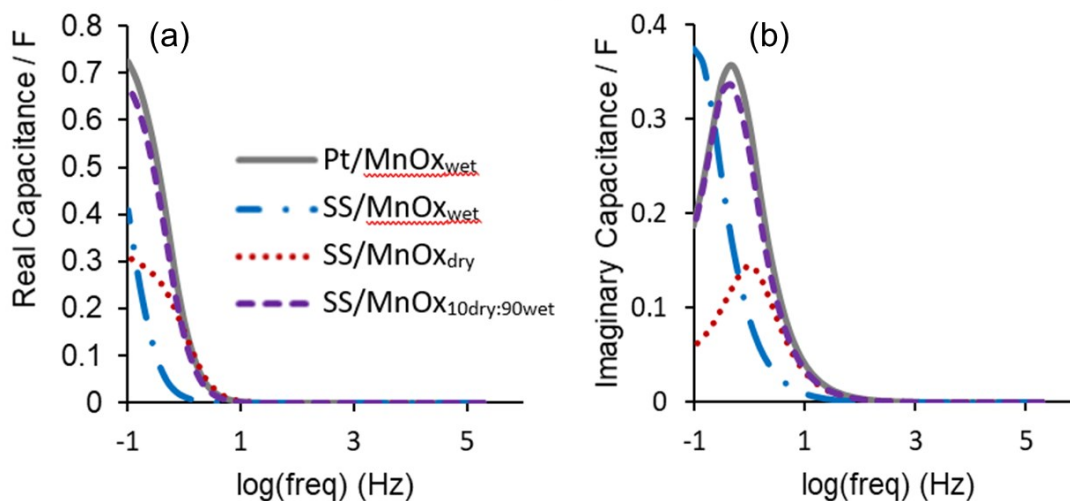 (a)
Real Capacitance / F
0.8
0.7
0.6
0.5
0.4
0.3
0.2
0.1
0
-1
1
3
5
log(freq) (Hz)
Pt/MnOxwet
SS/MnOxwet
SS/MnOxdry
SS/MnOx10dry:90wet
(b)
Imaginary Capacitance / F
0.4
0.3
0.2
0.1
0
-1
1
3
5
log(freq) (Hz)